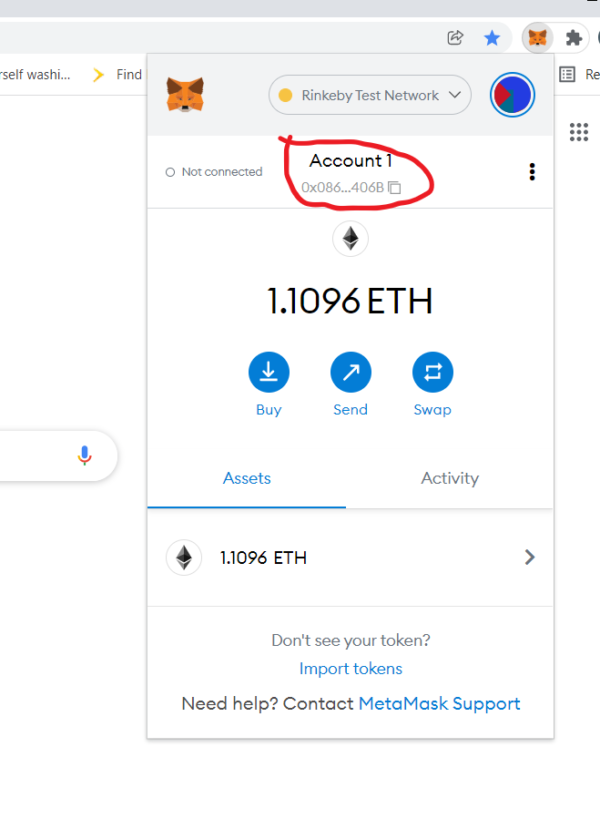 rself washi...
Find
Re
Rinkeby Test Network
Not connected
Account 1
0x086...406B
1.1096 ETH
Buy
Send
Swap
Assets
Activity
1.1096 ETH
Don't see your token?
Import tokens
Need help? Contact MetaMask Support